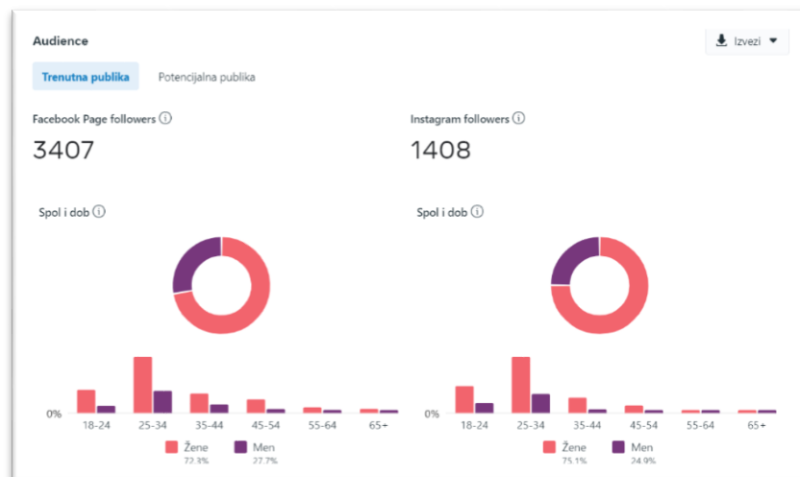 Audience
Izvezi
Trenutna publika Potencijalna publika
Facebook Page followers
3407
Spol i dob
0%
18-24 25-34 35-44 45-54 55-64 65+
Žene Men
72.3% 27.7%
Instagram followers
1408
Spol i dob
0%
18-24 25-34 35-44 45-54 55-64 65+
Žene Men
75.1% 24.9%